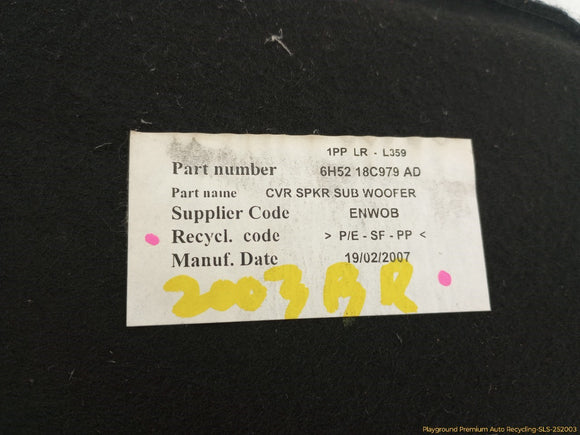 1PP LR - L359
Part number 6H52 18C979 AD
Part name CVR SPKR SUB WOOFER
Supplier Code ENWOB
Recycl. code > P/E - SF - PP <
Manuf. Date 19/02/2007
2003 BR
Playground Premium Auto Recycling-SLS-252003